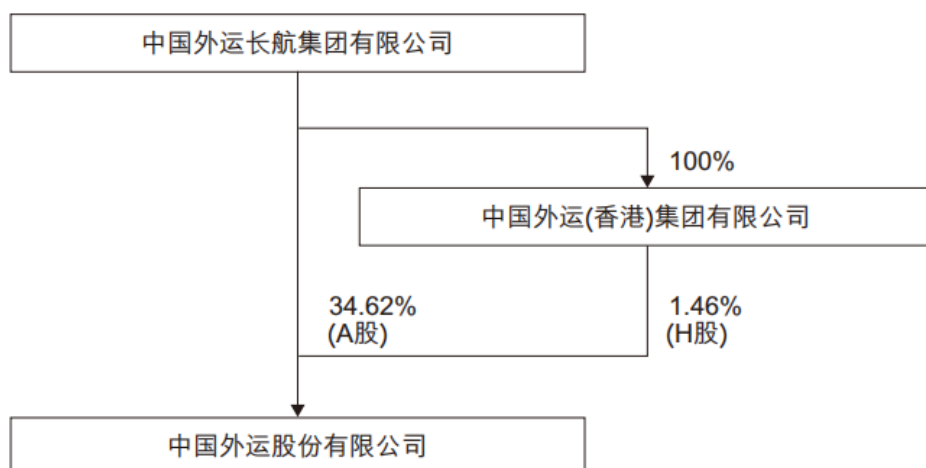 中国外运长航集团有限公司
100%
中国外运(香港)集团有限公司
34.62%
(A股)
1.46%
(H股)
中国外运股份有限公司